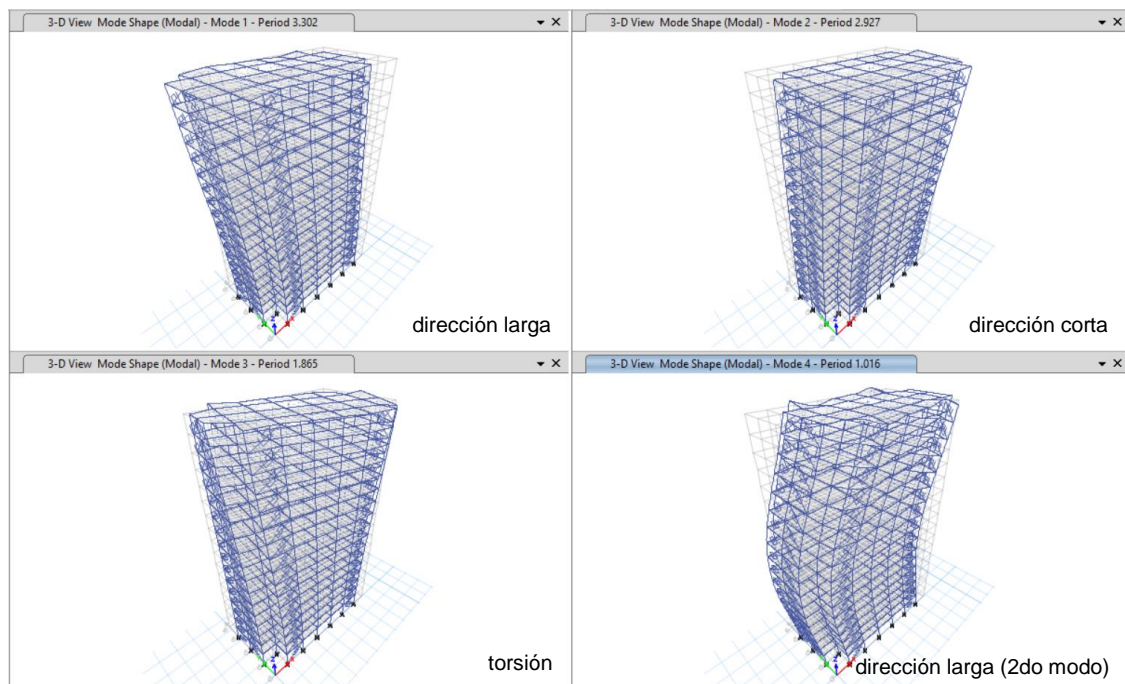 3-D View Mode Shape (Modal) - Mode 1 - Period 3.302
dirección larga
3-D View Mode Shape (Modal) - Mode 2 - Period 2.927
dirección corta
3-D View Mode Shape (Modal) - Mode 3 - Period 1.865
torsión
3-D View Mode Shape (Modal) - Mode 4 - Period 1.016
dirección larga (2do modo)